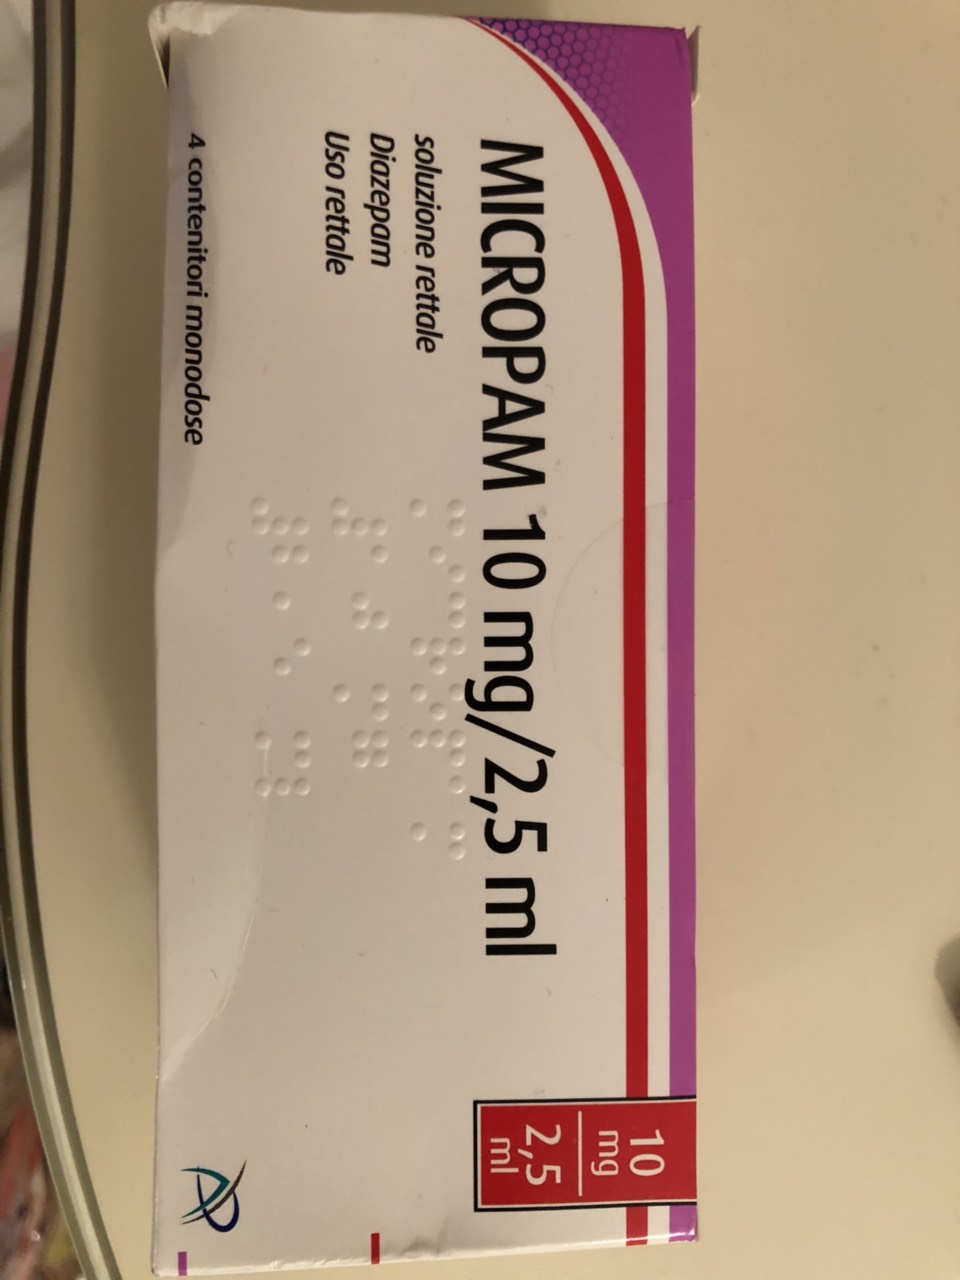 MICROPAM 10 mg/2,5 ml
soluzione rettale
Diazepam
Uso rettale
4 contenitori monodose
10
mg
2,5
ml